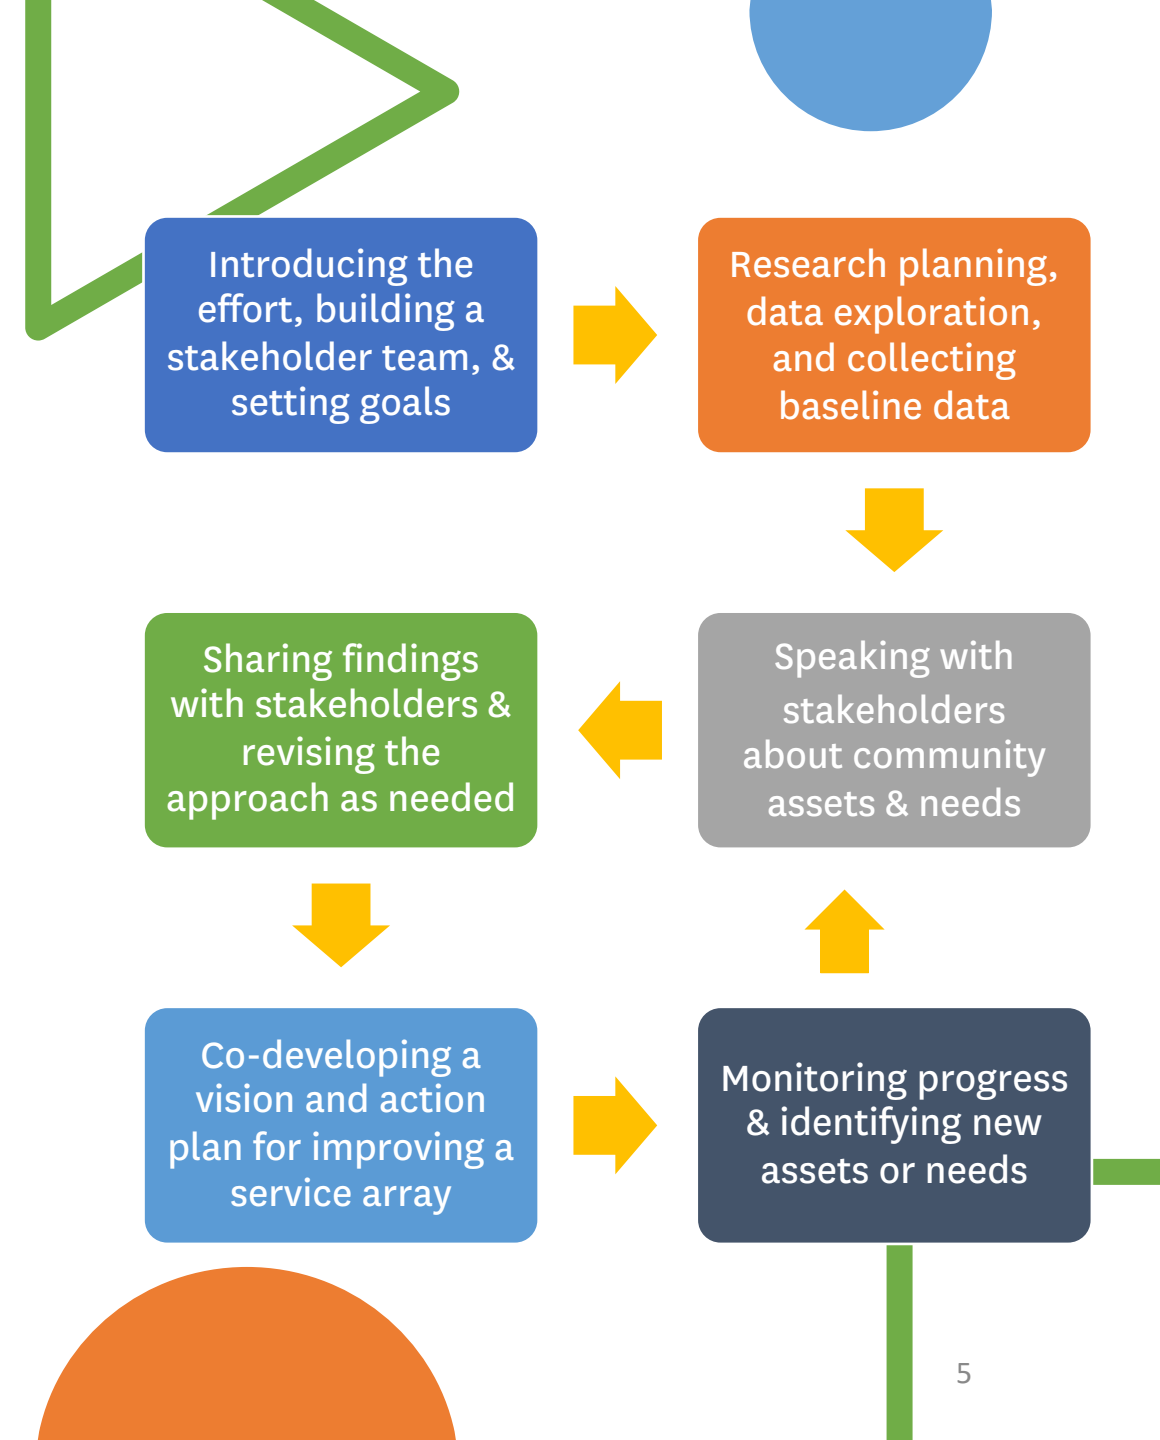 Introducing the
effort, building a
stakeholder team, &
setting goals
Research planning,
data exploration,
and collecting
baseline data
Speaking with
stakeholders
about community
assets & needs
Sharing findings
with stakeholders &
revising the
approach as needed
Co-developing a
vision and action
plan for improving a
service array
Monitoring progress
& identifying new
assets or needs
5